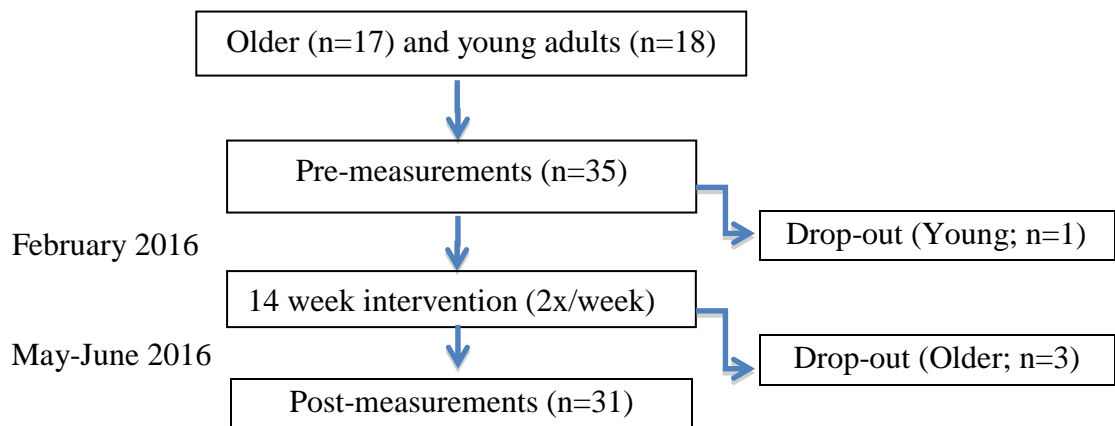 Older (n=17) and young adults (n=18)
Pre-measurements (n=35)
February 2016
Drop-out (Young; n=1)
14 week intervention (2x/week)
May-June 2016
Drop-out (Older; n=3)
Post-measurements (n=31)